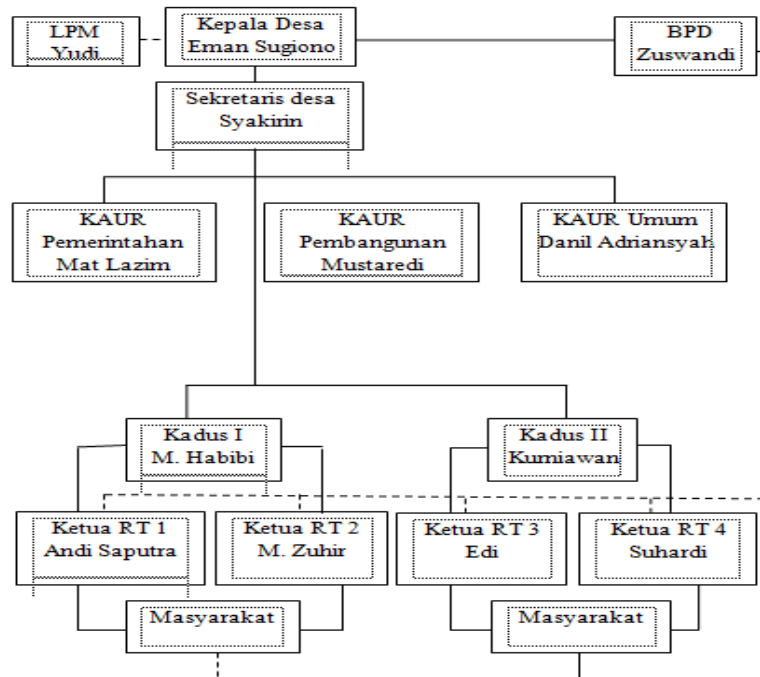 LPM
Yudi
Kepala Desa
Eman Sugiono
BPD
Zuswandi
Sekretaris desa
Syakirin
KAUR
Pemerintahan
Mat Lazim
KAUR
Pembangunan
Mustaredi
KAUR Umum
Danil Adriansyah
Kadus I
M. Habibi
Kadus II
Kurniawan
Ketua RT 1
Andi Saputra
Ketua RT 2
M. Zuhir
Ketua RT 3
Edi
Ketua RT 4
Suhardi
Masyarakat
Masyarakat